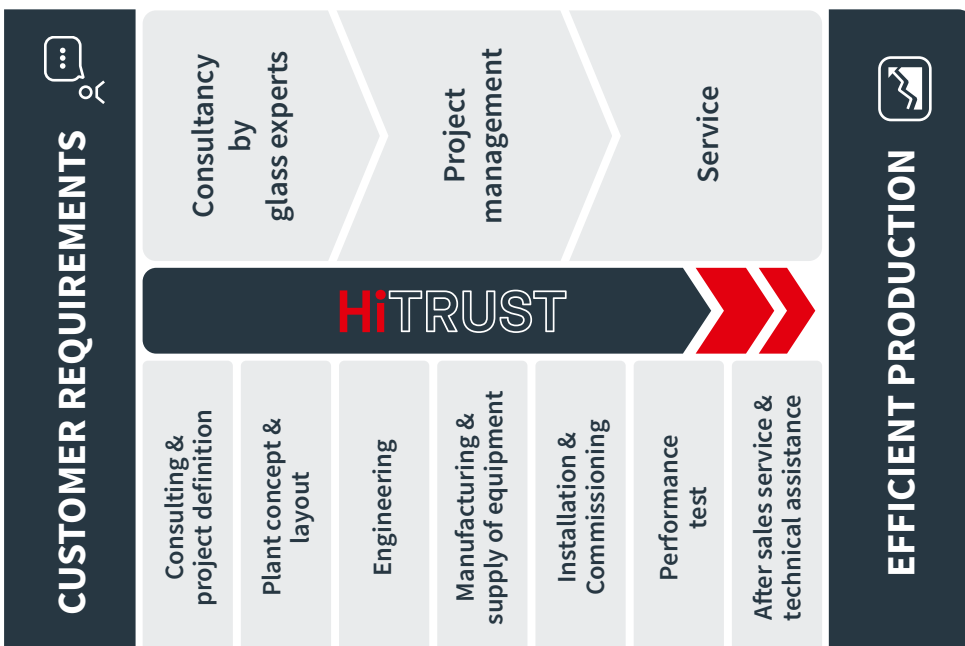 CUSTOMER REQUIREMENTS
Consultancy
by
glass experts
Project
management
Service
HiTRUST
Consulting &
project definition
Plant concept &
layout
Engineering
Manufacturing &
supply of equipment
Installation &
Commissioning
Performance
test
After sales service &
technical assistance
EFFICIENT PRODUCTION